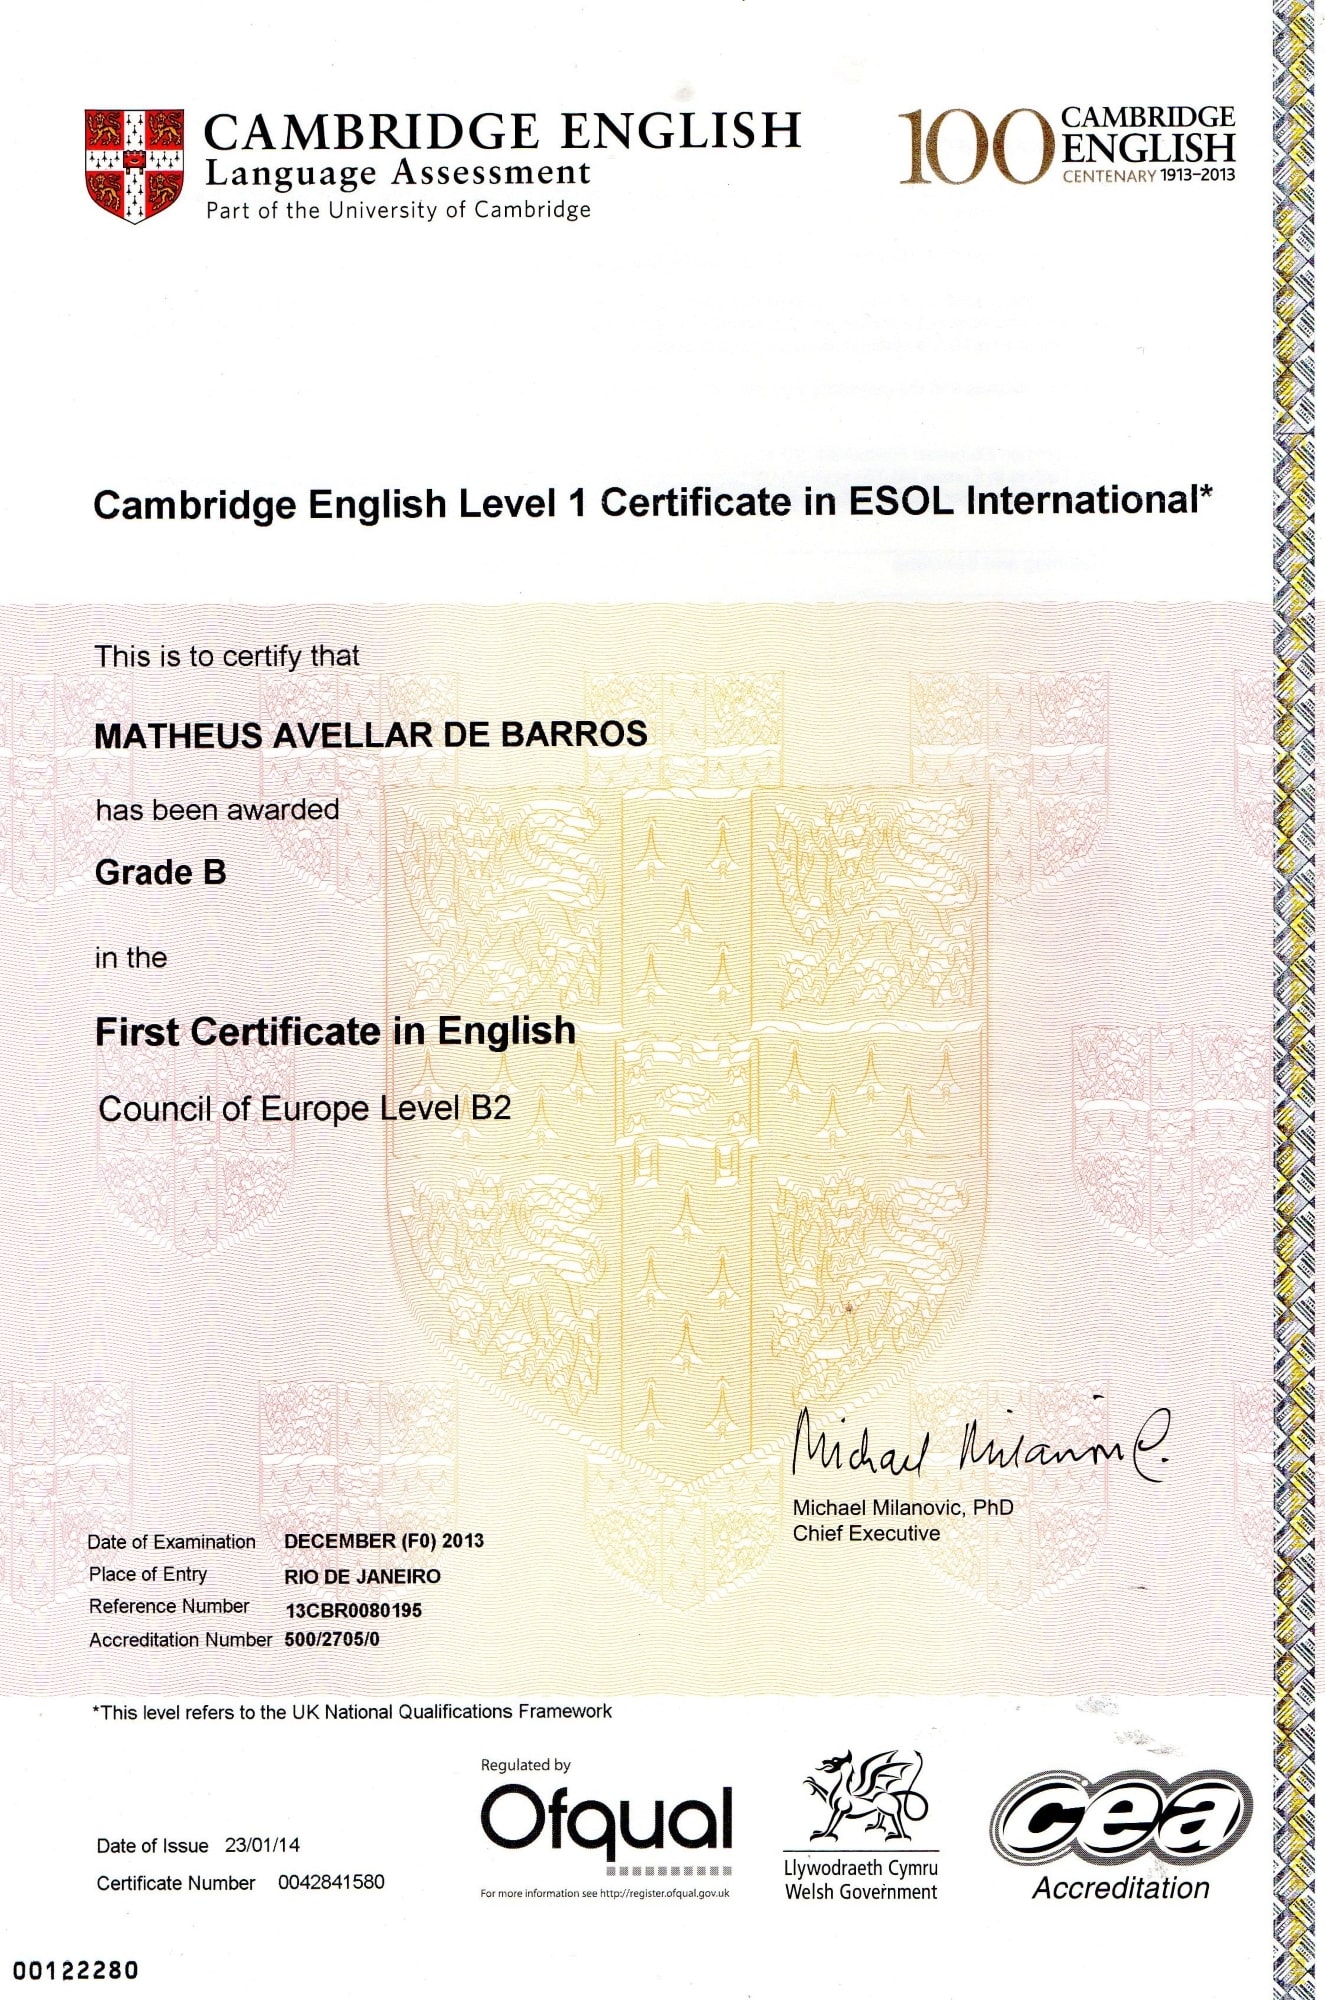 CAMBRIDGE ENGLISH
Language Assessment
Part of the University of Cambridge
100 CAMBRIDGE
ENGLISH
CENTENARY 1913–2013
Cambridge English Level 1 Certificate in ESOL International*
This is to certify that
MATHEUS AVELLAR DE BARROS
has been awarded
Grade B
in the
First Certificate in English
Council of Europe Level B2
Michael Milanovic
Michael Milanovic, PhD
Chief Executive
Date of Examination DECEMBER (F0) 2013
Place of Entry RIO DE JANEIRO
Reference Number 13CBR0080195
Accreditation Number 500/2705/0
*This level refers to the UK National Qualifications Framework
Regulated by
Ofqual
For more information see http://register.ofqual.gov.uk
Llywodraeth Cymru
Welsh Government
cea
Accreditation
Date of Issue 23/01/14
Certificate Number 0042841580
00122280